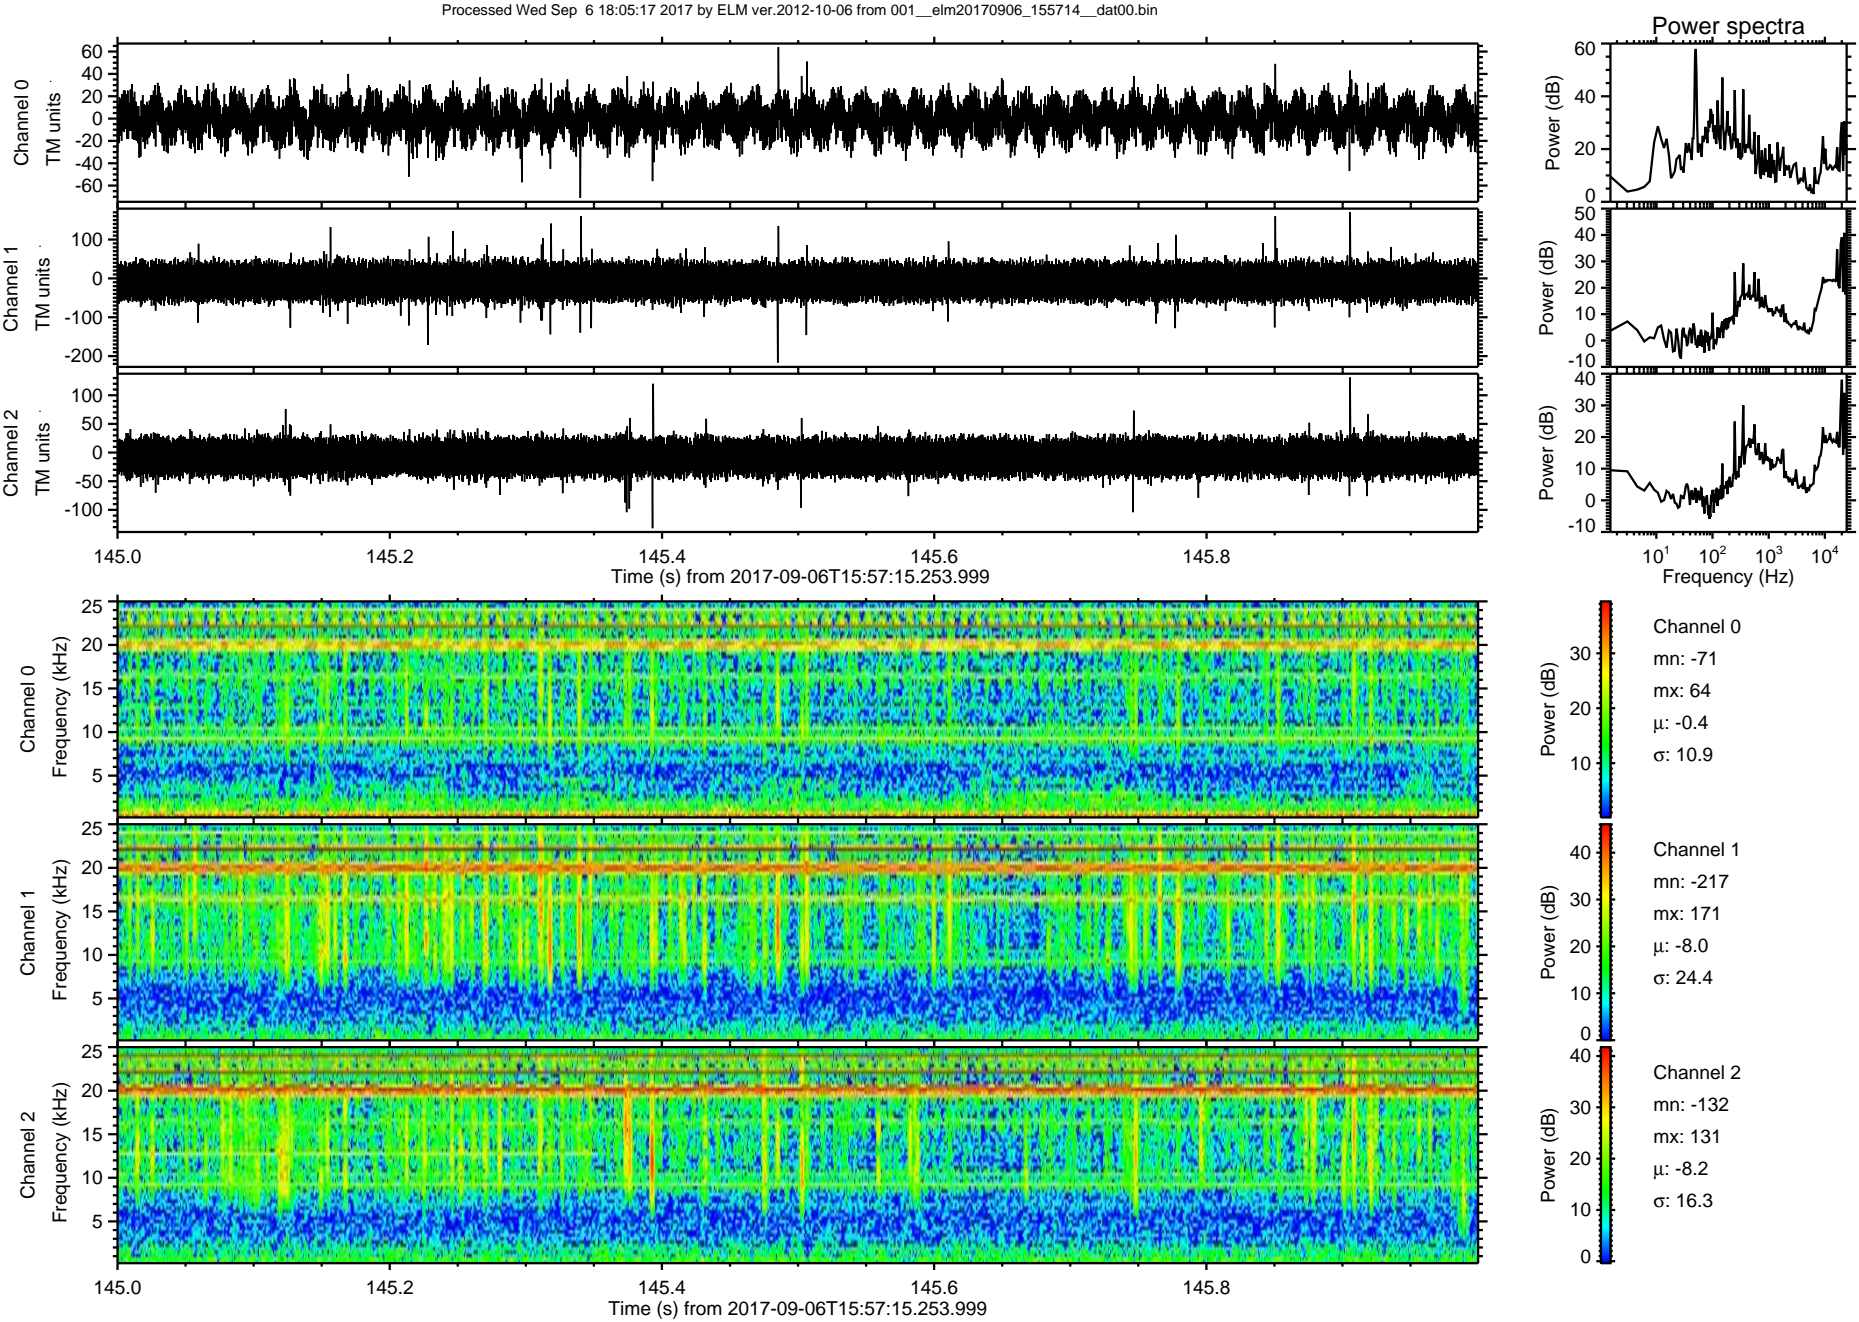 Processed Wed Sep  6 18:05:17 2017 by ELM ver.2012-10-06 from 001__elm20170906_155714__dat00.bin
Power spectra
Channel 0
TM units
60
40
20
0
-20
-40
-60
Power (dB)
60
40
20
0
Channel 1
TM units
100
0
-100
-200
Power (dB)
50
40
30
20
10
0
-10
Channel 2
TM units
100
50
0
-50
-100
Power (dB)
40
30
20
10
0
-10
145.0 145.2 145.4 145.6 145.8
Time (s) from 2017-09-06T15:57:15.253.999
10^1 10^2 10^3 10^4
Frequency (Hz)
Channel 0
Frequency (kHz)
25
20
15
10
5
Power (dB)
30
20
10
Channel 0
mn: -71
mx: 64
µ: -0.4
σ: 10.9
Channel 1
Frequency (kHz)
25
20
15
10
5
Power (dB)
40
30
20
10
0
Channel 1
mn: -217
mx: 171
µ: -8.0
σ: 24.4
Channel 2
Frequency (kHz)
25
20
15
10
5
Power (dB)
40
30
20
10
0
Channel 2
mn: -132
mx: 131
µ: -8.2
σ: 16.3
145.0 145.2 145.4 145.6 145.8
Time (s) from 2017-09-06T15:57:15.253.999